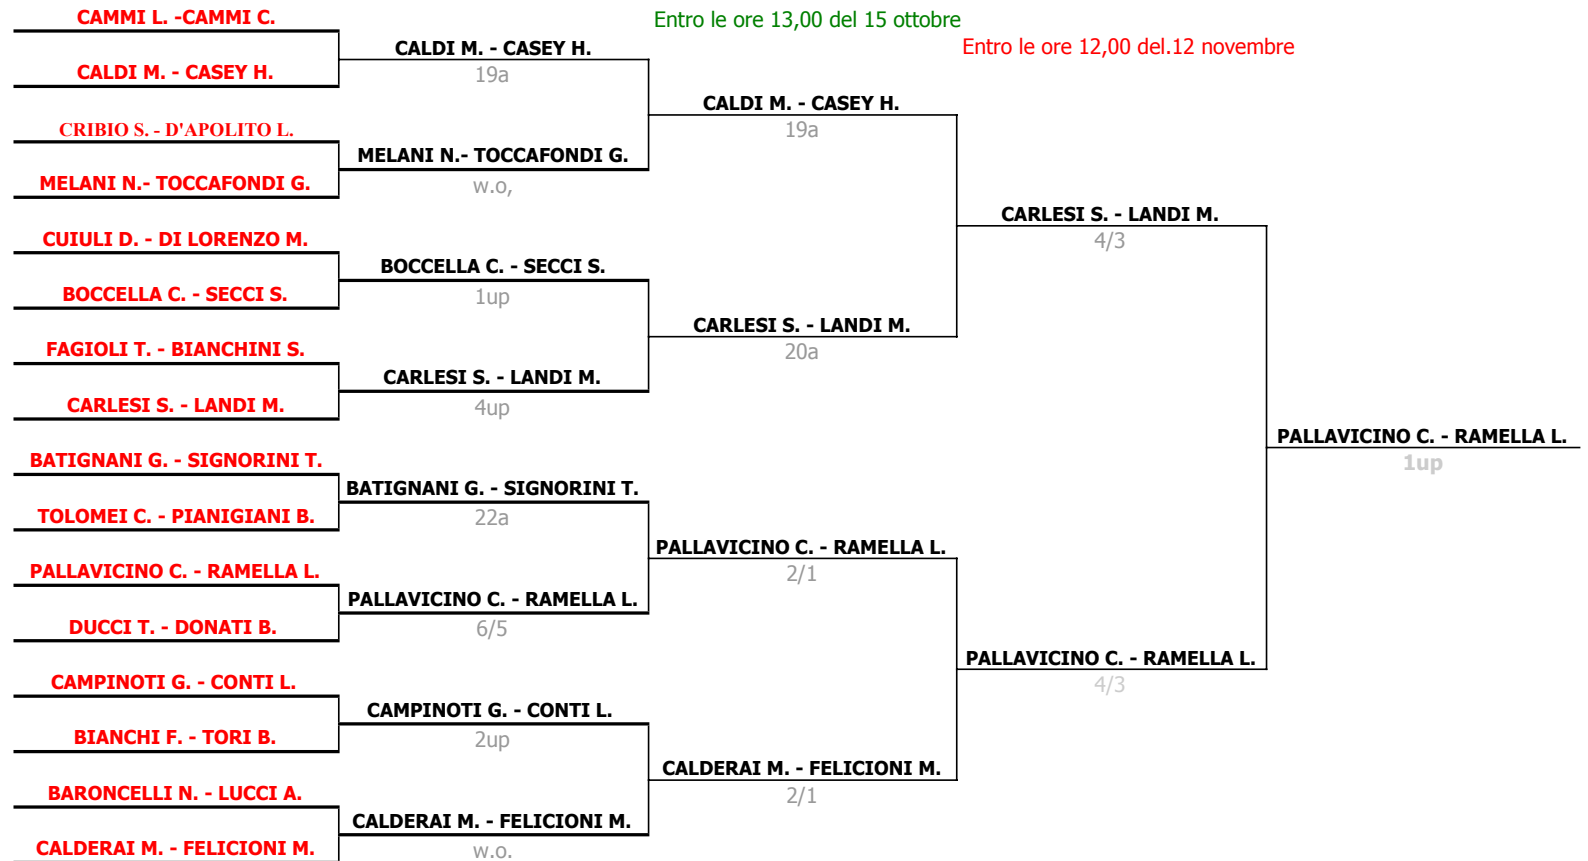 CAMMI L. -CAMMI C.
Entro le ore 13,00 del 15 ottobre
CALDI M. - CASEY H.
Entro le ore 12,00 del.12 novembre
CALDI M. - CASEY H.
19a
CALDI M. - CASEY H.
CRIBIO S. - D'APOLITO L.
19a
MELANI N.- TOCCAFONDI G.
MELANI N.- TOCCAFONDI G.
w.o,
CARLESI S. - LANDI M.
CUIULI D. - DI LORENZO M.
4/3
BOCCELLA C. - SECCI S.
BOCCELLA C. - SECCI S.
1up
CARLESI S. - LANDI M.
FAGIOLI T. - BIANCHINI S.
20a
CARLESI S. - LANDI M.
CARLESI S. - LANDI M.
4up
PALLAVICINO C. - RAMELLA L.
BATIGNANI G. - SIGNORINI T.
1up
BATIGNANI G. - SIGNORINI T.
TOLOMEI C. - PIANIGIANI B.
22a
PALLAVICINO C. - RAMELLA L.
PALLAVICINO C. - RAMELLA L.
2/1
PALLAVICINO C. - RAMELLA L.
DUCCI T. - DONATI B.
6/5
PALLAVICINO C. - RAMELLA L.
CAMPINOTI G. - CONTI L.
4/3
CAMPINOTI G. - CONTI L.
BIANCHI F. - TORI B.
2up
CALDERAI M. - FELICIONI M.
BARONCELLI N. - LUCCI A.
2/1
CALDERAI M. - FELICIONI M.
CALDERAI M. - FELICIONI M.
w.o.